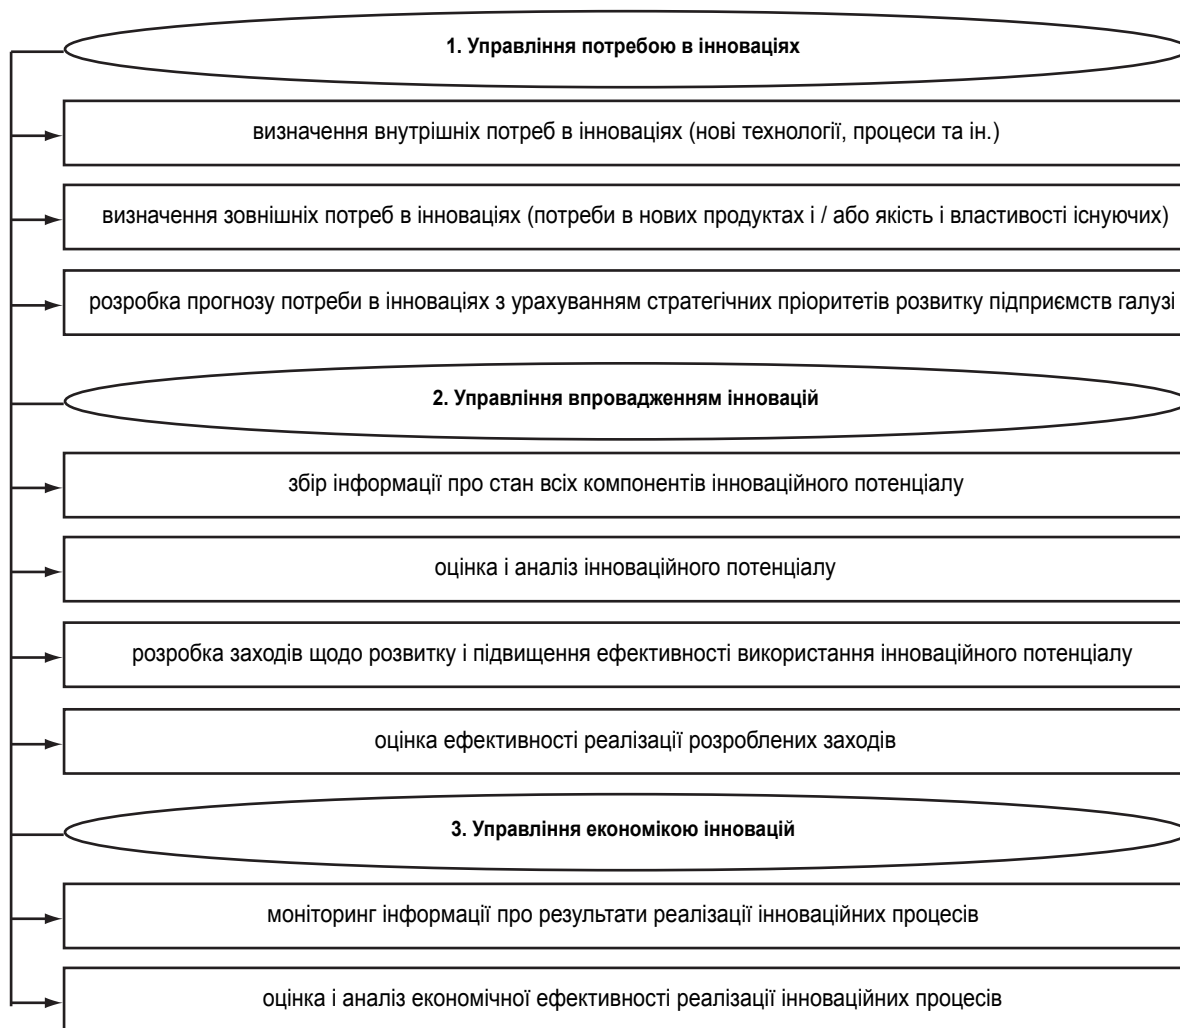 1. Управління потребою в інноваціях
визначення внутрішніх потреб в інноваціях (нові технології, процеси та ін.)
визначення зовнішніх потреб в інноваціях (потреби в нових продуктах і / або якість і властивості існуючих)
розробка прогнозу потреби в інноваціях з урахуванням стратегічних пріоритетів розвитку підприємств галузі
2. Управління впровадженням інновацій
збір інформації про стан всіх компонентів інноваційного потенціалу
оцінка і аналіз інноваційного потенціалу
розробка заходів щодо розвитку і підвищення ефективності використання інноваційного потенціалу
оцінка ефективності реалізації розроблених заходів
3. Управління економікою інновацій
моніторинг інформації про результати реалізації інноваційних процесів
оцінка і аналіз економічної ефективності реалізації інноваційних процесів